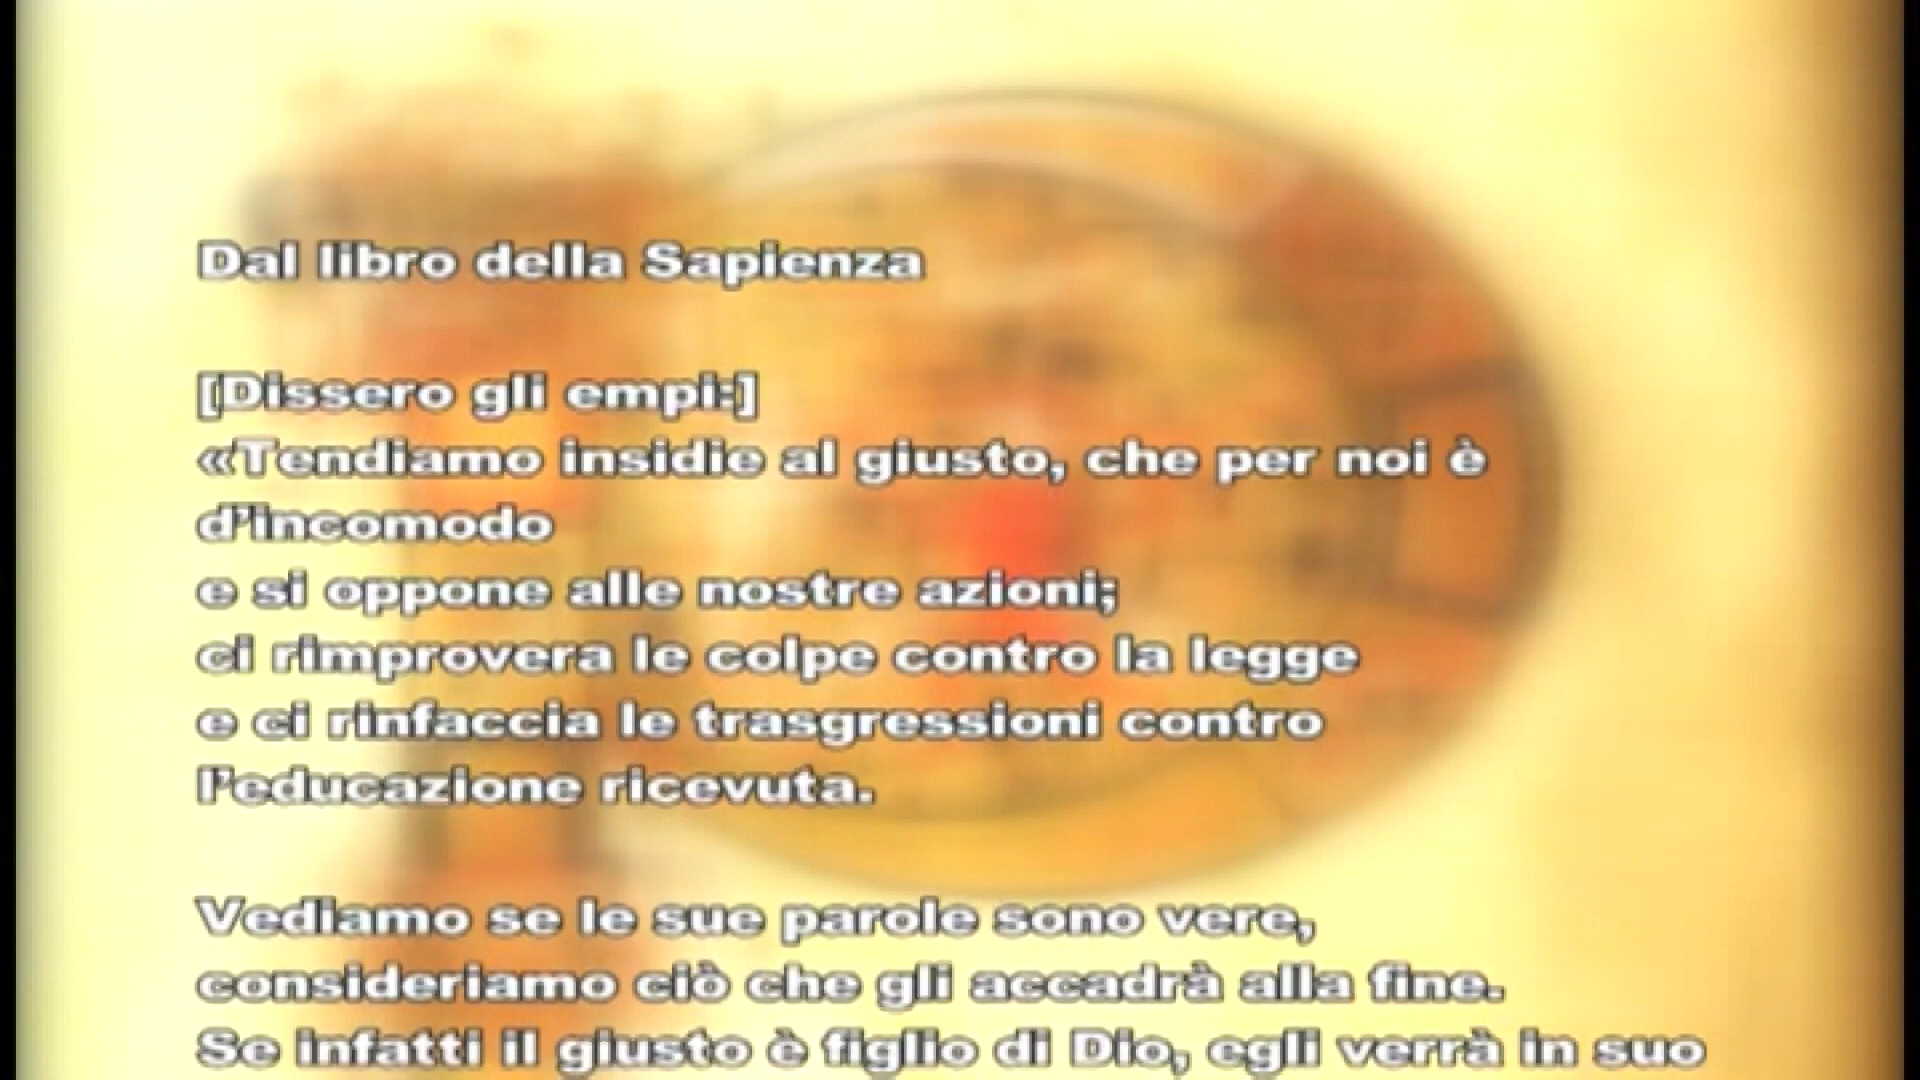 Dal libro della Sapienza
[Dissero gli empi:]
«Tendiamo insidie al giusto, che per noi è
d'incomodo
e si oppone alle nostre azioni;
ci rimprovera le colpe contro la legge
e ci rinfaccia le trasgressioni contro
l'educazione ricevuta.
Vediamo se le sue parole sono vere,
consideriamo ciò che gli accadrà alla fine.
Se infatti il giusto è figlio di Dio, egli verrà in suo